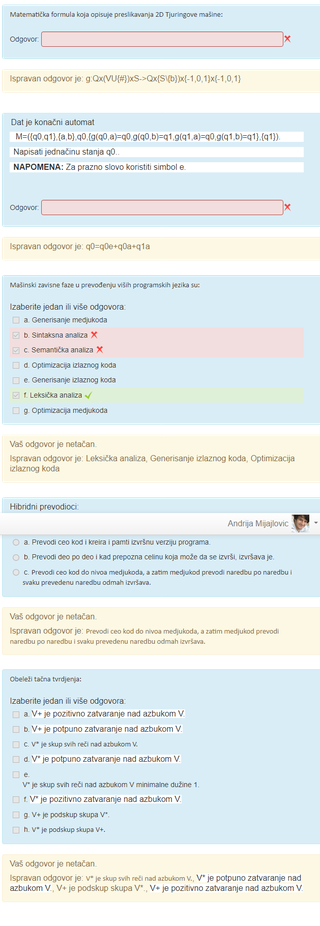 Matematička formula koja opisuje preslikavanja 2D Tjuringove mašine:
Odgovor:
Ispravan odgovor je: g:Qx(VU{#})xS->Qx(S\{b})x{-1,0,1}x{-1,0,1}
Dat je konačni automat
M=({q0,q1},{a,b},q0,{g(q0,a)=q0,g(q0,b)=q1,g(q1,a)=q0,g(q1,b)=q1},{q1}).
Napisati jednačinu stanja q0..
NAPOMENA: Za prazno slovo koristiti simbol e.
Odgovor:
Ispravan odgovor je: q0=q0e+q0a+q1a
Mašinski zavisne faze u prevođenju viših programskih jezika su:
Izaberite jedan ili više odgovora:
a. Generisanje medjukoda
b. Sintaksna analiza
c. Semantička analiza
d. Optimizacija izlaznog koda
e. Generisanje izlaznog koda
f. Leksička analiza
g. Optimizacija medjukoda
Vaš odgovor je netačan.
Ispravan odgovor je: Leksička analiza, Generisanje izlaznog koda, Optimizacija
izlaznog koda
Hibridni prevodioci:
Andrija Mijajlovic
a. Prevodi ceo kod i kreira i pamti izvršnu verziju programa.
b. Prevodi deo po deo i kad prepozna celinu koja može da se izvrši, izvršava je.
c. Prevodi ceo kod do nivoa medjukoda, a zatim medjukod prevodi naredbu po naredbu i
svaku prevedenu naredbu odmah izvršava.
Vaš odgovor je netačan.
Ispravan odgovor je: Prevodi ceo kod do nivoa medjukoda, a zatim medjukod prevodi
naredbu po naredbu i svaku prevedenu naredbu odmah izvršava.
Obeleži tačna tvrdjenja:
Izaberite jedan ili više odgovora:
a. V+ je pozitivno zatvaranje nad azbukom V.
b. V+ je potpuno zatvaranje nad azbukom V.
c. V* je skup svih reči nad azbukom V.
d. V* je potpuno zatvaranje nad azbukom V.
e.
V* je skup svih reči nad azbukom V minimalne dužine 1.
f. V* je pozitivno zatvaranje nad azbukom V.
g. V+ je podskup skupa V*.
h. V* je podskup skupa V+.
Vaš odgovor je netačan.
Ispravan odgovor je: V* je skup svih reči nad azbukom V., V* je potpuno zatvaranje nad
azbukom V., V+ je podskup skupa V*., V+ je pozitivno zatvaranje nad azbukom V.